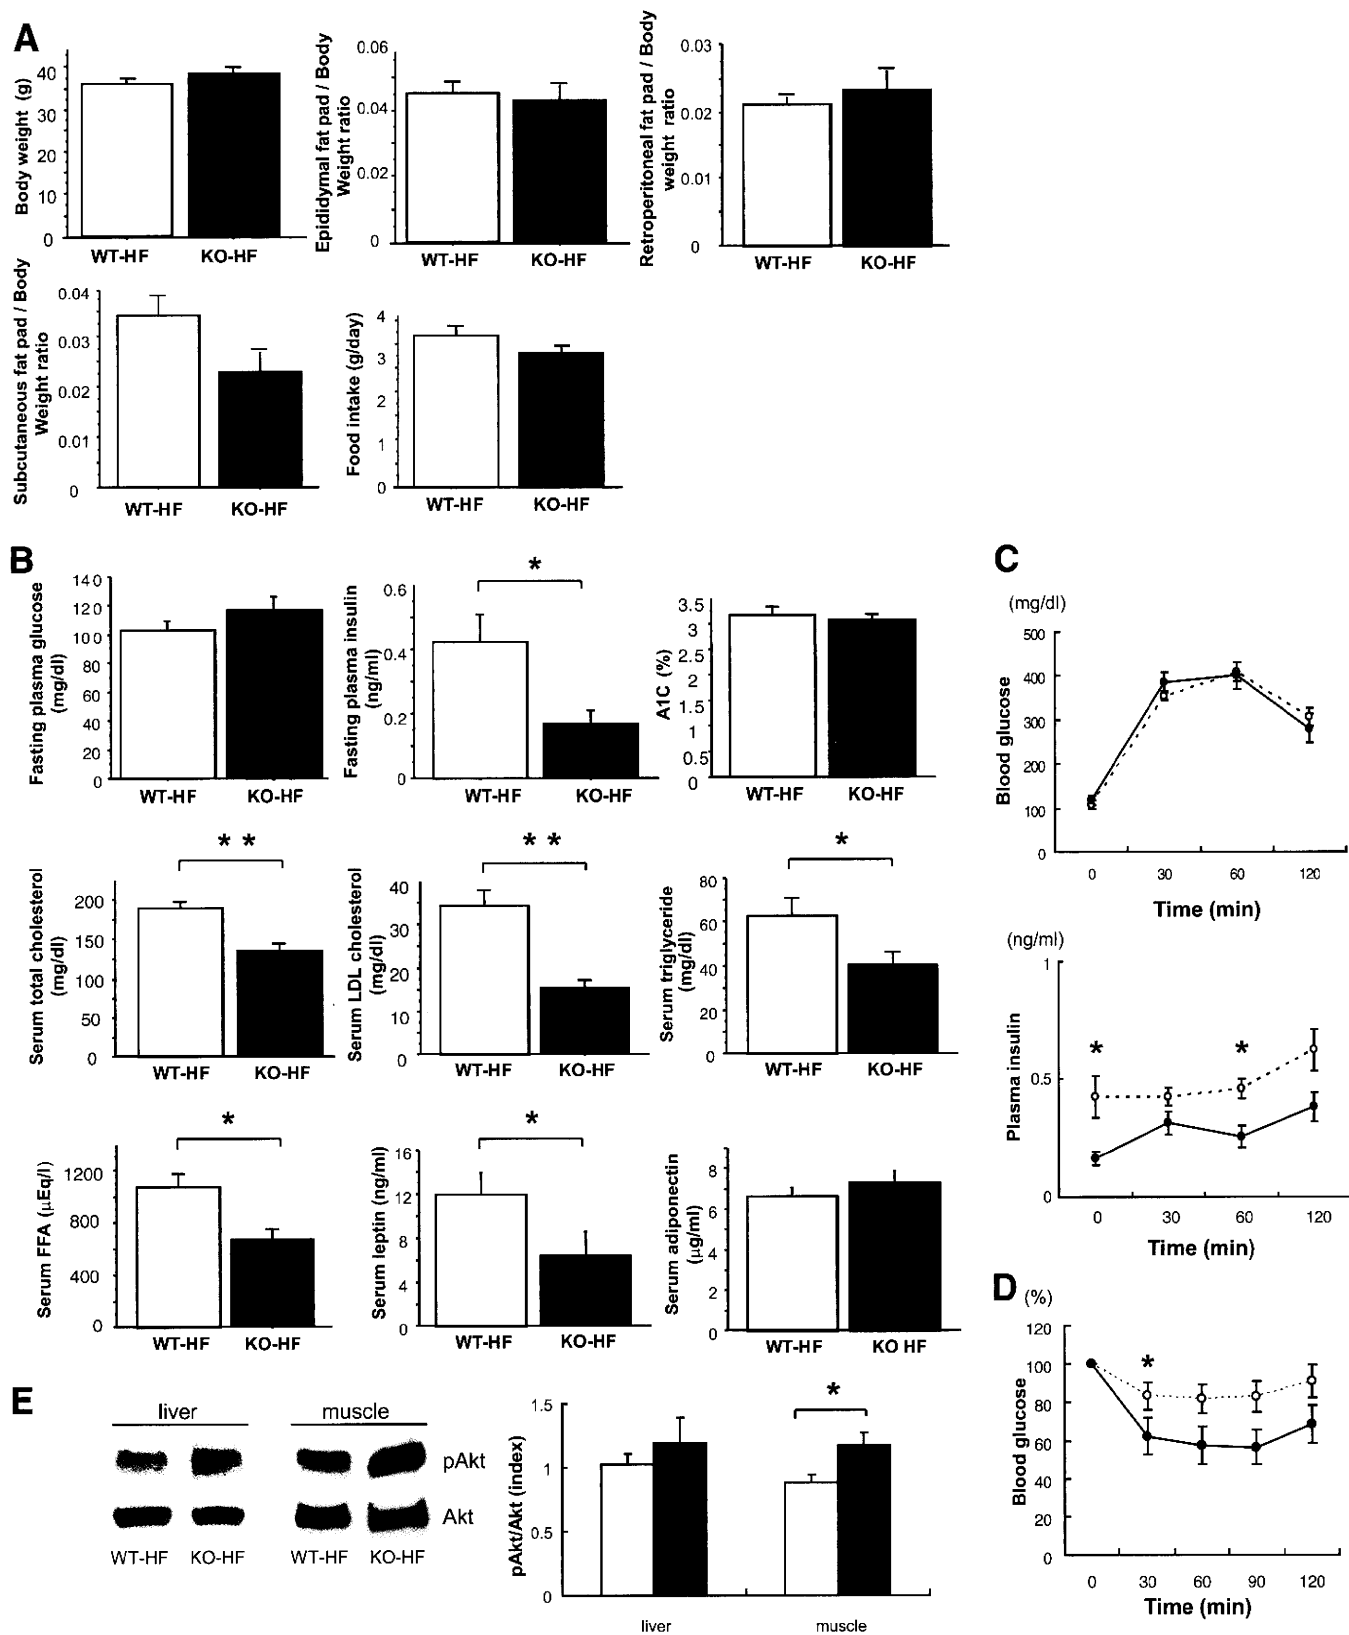 A
Body weight (g)
40
30
20
10
0
WT-HF KO-HF
Epididymal fat pad / Body
Weight ratio
0.06
0.04
0.02
0
WT-HF KO-HF
Retroperitoneal fat pad / Body
weight ratio
0.03
0.02
0.01
0
WT-HF KO-HF
Subcutaneous fat pad / Body
Weight ratio
0.04
0.03
0.02
0.01
0
WT-HF KO-HF
Food intake (g/day)
4
3
2
1
0
WT-HF KO-HF
B
Fasting plasma glucose
(mg/dl)
140
120
100
80
60
40
20
0
WT-HF KO-HF
Fasting plasma insulin
(ng/ml)
*
0.6
0.4
0.2
0
WT-HF KO-HF
A1C (%)
3.5
3
2.5
2
1.5
1
0.5
0
WT-HF KO-HF
Serum total cholesterol
(mg/dl)
* *
200
150
100
50
0
WT-HF KO-HF
Serum LDL cholesterol
(mg/dl)
* *
40
30
20
10
0
WT-HF KO-HF
Serum triglyceride
(mg/dl)
*
80
60
40
20
0
WT-HF KO-HF
Serum FFA (µEq/l)
*
1200
800
400
0
WT-HF KO-HF
Serum leptin (ng/ml)
*
16
12
8
4
0
WT-HF KO-HF
Serum adiponectin
(µg/ml)
8
6
4
2
0
WT-HF KO HF
C
(mg/dl)
Blood glucose
500
400
300
200
100
0
0 30 60 120
Time (min)
(ng/ml)
Plasma insulin
1
0.5
0
* *
0 30 60 120
Time (min)
D
(%)
Blood glucose
120
100
80
60
40
20
0
*
0 30 60 90 120
Time (min)
E
liver muscle
pAkt
Akt
WT-HF KO-HF WT-HF KO-HF
pAkt/Akt (index)
*
1.5
1
0.5
0
liver muscle